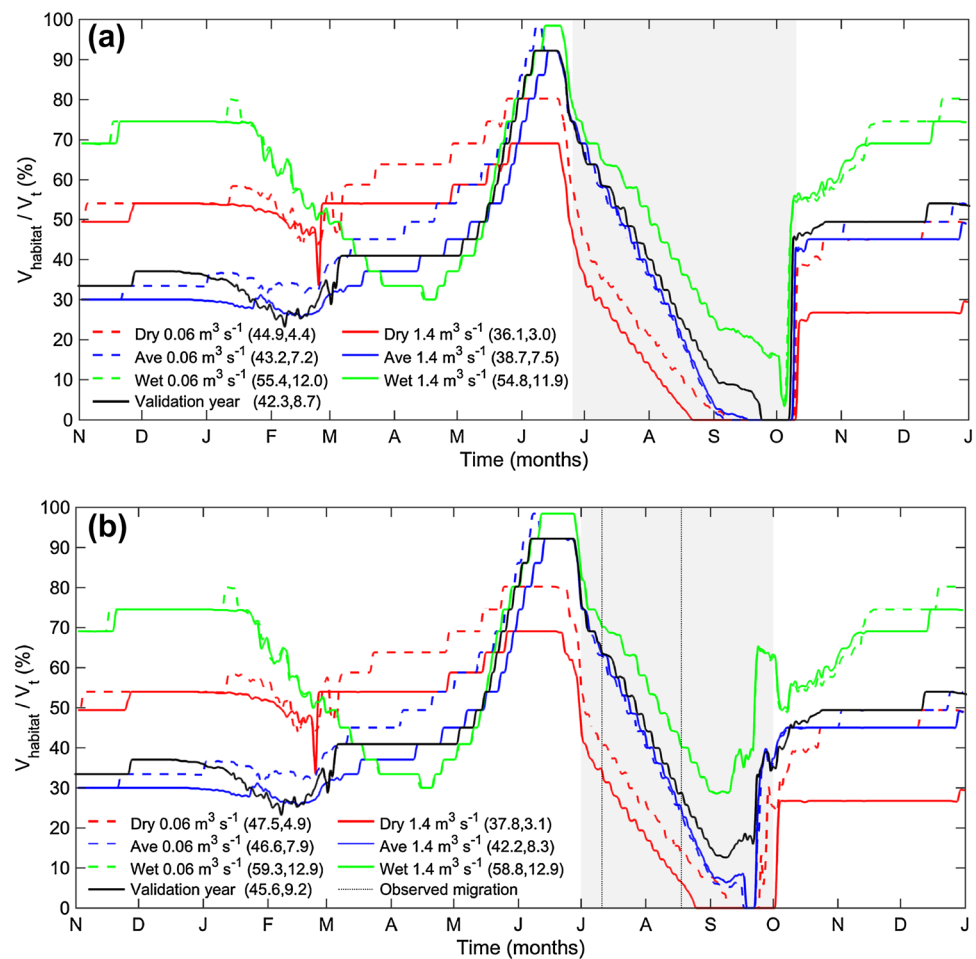 (a)
100
90
80
70
60
50
40
30
20
10
0
V_habitat / V_t (%)
Dry 0.06 m³ s⁻¹ (44.9,4.4)
Ave 0.06 m³ s⁻¹ (43.2,7.2)
Wet 0.06 m³ s⁻¹ (55.4,12.0)
Validation year (42.3,8.7)
Dry 1.4 m³ s⁻¹ (36.1,3.0)
Ave 1.4 m³ s⁻¹ (38.7,7.5)
Wet 1.4 m³ s⁻¹ (54.8,11.9)
N D J F M A M J J A S O N D J
Time (months)
(b)
100
90
80
70
60
50
40
30
20
10
0
V_habitat / V_t (%)
Dry 0.06 m³ s⁻¹ (47.5,4.9)
Ave 0.06 m³ s⁻¹ (46.6,7.9)
Wet 0.06 m³ s⁻¹ (59.3,12.9)
Validation year (45.6,9.2)
Dry 1.4 m³ s⁻¹ (37.8,3.1)
Ave 1.4 m³ s⁻¹ (42.2,8.3)
Wet 1.4 m³ s⁻¹ (58.8,12.9)
Observed migration
N D J F M A M J J A S O N D J
Time (months)